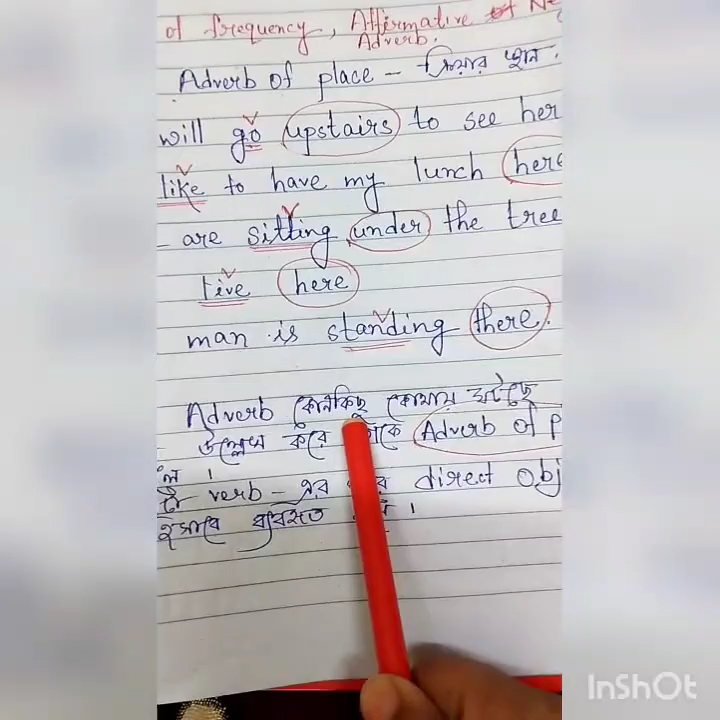 of frequency, Affirmative
Adverb.
Adverb of place - ক্রিয়ার স্থান.
will go upstairs to see her
like to have my lunch here
- are sitting under the tree
live here
man is standing there.
Adverb কোনকিছু কোথায় ঘটেছে
উল্লেখ করে তাকে Adverb of p
verb - এর direct obj
হিসাবে ব্যবহৃত
InShOt